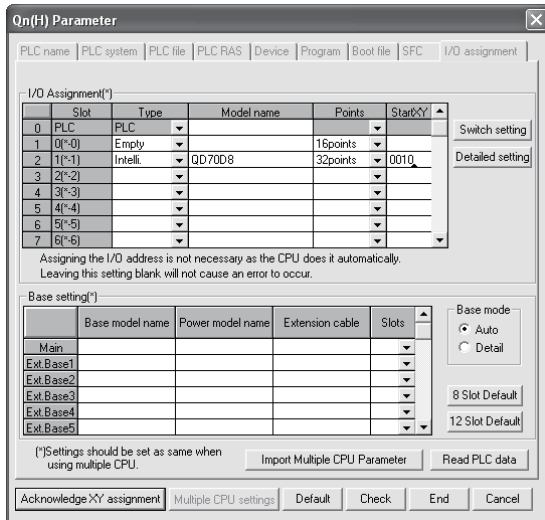 Qn(H) Parameter
PLC name PLC system PLC file PLC RAS Device Program Boot file SFC I/O assignment
I/O Assignment(*)
Slot Type Model name Points StartXY
0 PLC PLC
1 0(*-0) Empty 16points
2 1(*-1) Intelli. QD70D8 32points 0010
3 2(*-2)
4 3(*-3)
5 4(*-4)
6 5(*-5)
7 6(*-6)
Switch setting
Detailed setting
Assigning the I/O address is not necessary as the CPU does it automatically.
Leaving this setting blank will not cause an error to occur.
Base setting(*)
Base model name Power model name Extension cable Slots
Main
Ext.Base1
Ext.Base2
Ext.Base3
Ext.Base4
Ext.Base5
Base mode
Auto
Detail
8 Slot Default
12 Slot Default
(*)Settings should be set as same when
using multiple CPU.
Import Multiple CPU Parameter Read PLC data
Acknowledge XY assignment Multiple CPU settings Default Check End Cancel